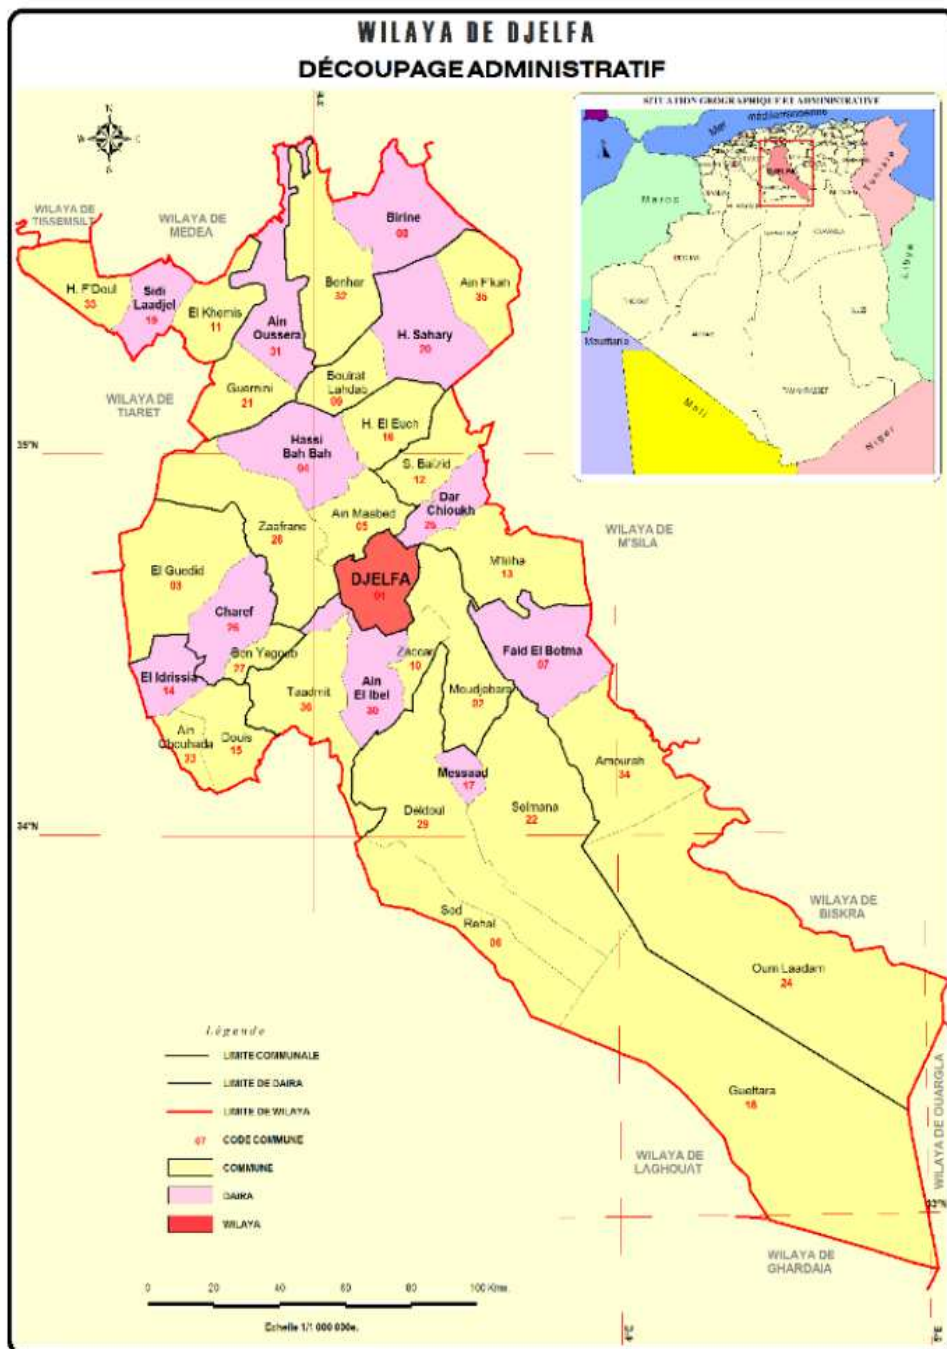 WILAYA DE DJELFA
DÉCOUPAGE ADMINISTRATIF
SITUATION GEOGRAPHIQUE ET ADMINISTRATIVE
Mer méditerranéenne
Maroc
Tunisie
Libye
Mauritanie
Mali
Niger
TAMANRASSET
N
W
E
S
WILAYA DE
TISSEMSILT
WILAYA DE
MEDEA
Birine
H. F'Doul
Sidi
Laadjel
19
El Khemis
11
Benhar
32
Ain F'kah
35
Ain
Oussera
31
H. Sahary
20
Bouirat
Lahdab
09
Guernini
21
WILAYA DE
TIARET
35°N
Hassi
Bah Bah
04
H. El Euch
16
S. Baizid
12
Dar
Chioukh
25
Ain Maabed
05
Zaafrane
28
WILAYA DE
M'SILA
El Guedid
03
DJELFA
01
M'liliha
13
Charef
26
Ben Yagoub
27
Zaccar
10
Faid El Botma
07
El Idrissia
14
Taadmit
36
Ain
El Ibel
30
Moudjebara
02
Ain
Chouhada
23
Douis
15
Messaad
17
Amourah
34
Deldoul
29
Selmana
22
34°N
Sed
Rahal
06
WILAYA DE
BISKRA
Oum Laadam
24
Guettara
18
WILAYA DE OUARGLA
WILAYA DE
LAGHOUAT
WILAYA DE
GHARDAIA
Légende
LIMITE COMMUNALE
LIMITE DE DAIRA
LIMITE DE WILAYA
07 CODE COMMUNE
COMMUNE
DAIRA
WILAYA
0 20 40 60 80 100 Kms.
Echelle 1/1 000 000e.